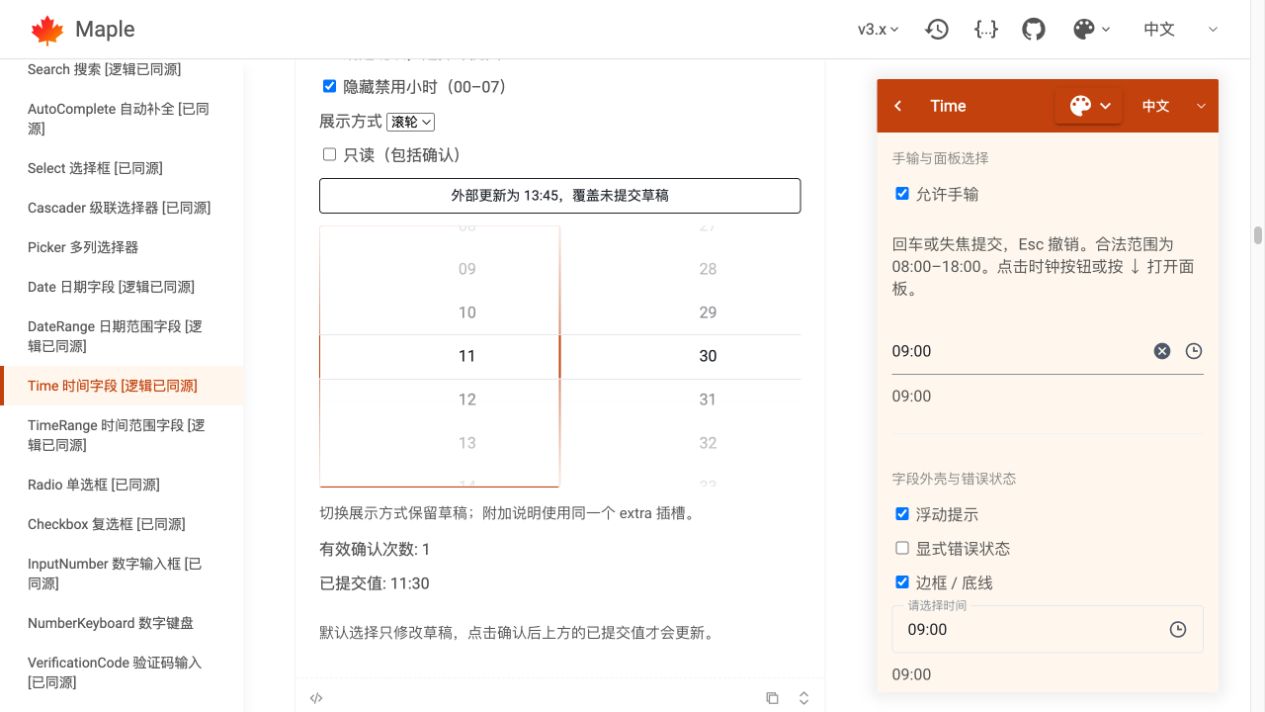 Maple
v3.x
中文
Search 搜索 [逻辑已同源]
AutoComplete 自动补全 [已同
源]
Select 选择框 [已同源]
Cascader 级联选择器 [已同源]
Picker 多列选择器
Date 日期字段 [逻辑已同源]
DateRange 日期范围字段 [逻
辑已同源]
Time 时间字段 [逻辑已同源]
TimeRange 时间范围字段 [逻
辑已同源]
Radio 单选框 [已同源]
Checkbox 复选框 [已同源]
InputNumber 数字输入框 [已
同源]
NumberKeyboard 数字键盘
VerificationCode 验证码输入
[已同源]
隐藏禁用小时（00–07）
展示方式 滚轮
只读（包括确认）
外部更新为 13:45，覆盖未提交草稿
08 27
09 28
10 29
11 30
12 31
13 32
14 33
切换展示方式保留草稿；附加说明使用同一个 extra 插槽。
有效确认次数: 1
已提交值: 11:30
默认选择只修改草稿，点击确认后上方的已提交值才会更新。
Time
中文
手输与面板选择
允许手输
回车或失焦提交，Esc 撤销。合法范围为
08:00–18:00。点击时钟按钮或按 ↓ 打开面
板。
09:00
09:00
字段外壳与错误状态
浮动提示
显式错误状态
边框 / 底线
请选择时间
09:00
09:00